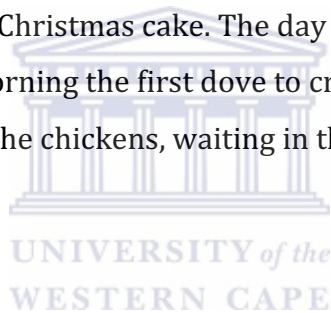 Christmas cake. The day
orning the first dove to cr
he chickens, waiting in th
UNIVERSITY of the
WESTERN CAPE